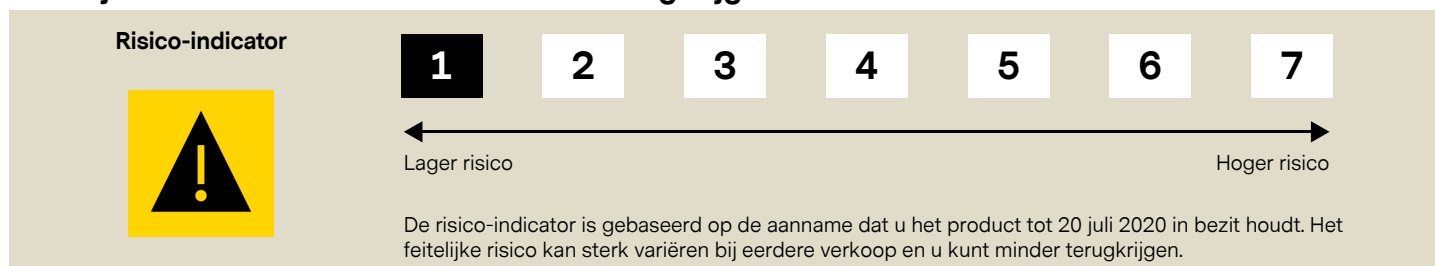 Risico-indicator
1 2 3 4 5 6 7
Lager risico Hoger risico
De risico-indicator is gebaseerd op de aanname dat u het product tot 20 juli 2020 in bezit houdt. Het
feitelijke risico kan sterk variëren bij eerdere verkoop en u kunt minder terugkrijgen.